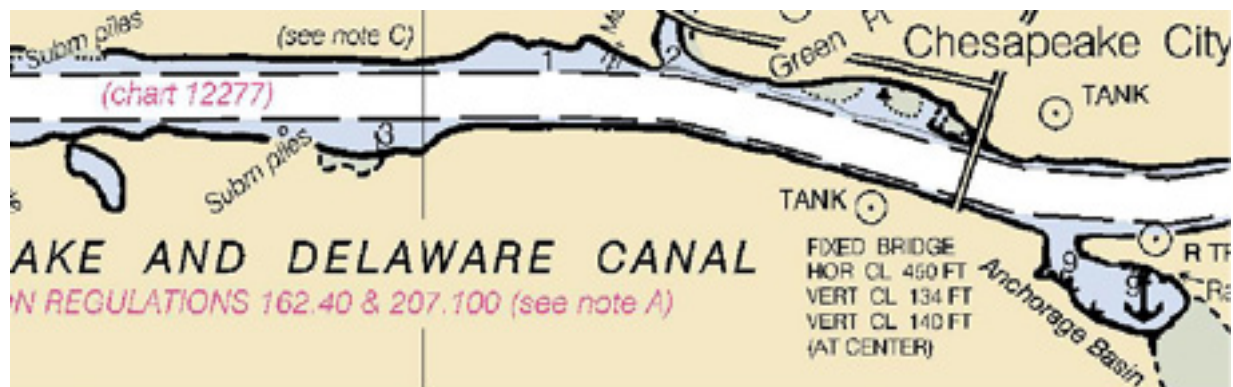 Subm piles
(see note C)
1
2
Green
Fl
Chesapeake City
(chart 12277)
TANK
3
Subm piles
TANK
AKE AND DELAWARE CANAL
N REGULATIONS 162.40 & 207.100 (see note A)
FIXED BRIDGE
HOR CL 450 FT
VERT CL 134 FT
VERT CL 140 FT
(AT CENTER)
R TR
9
9
Ra
Anchorage Basin